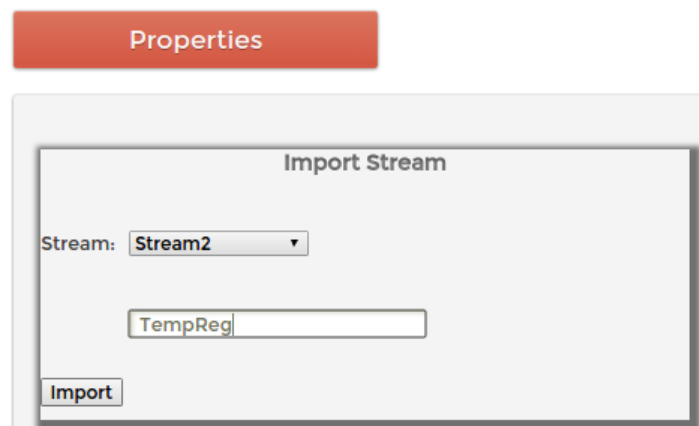 Properties
Import Stream
Stream: Stream2
TempReg
Import